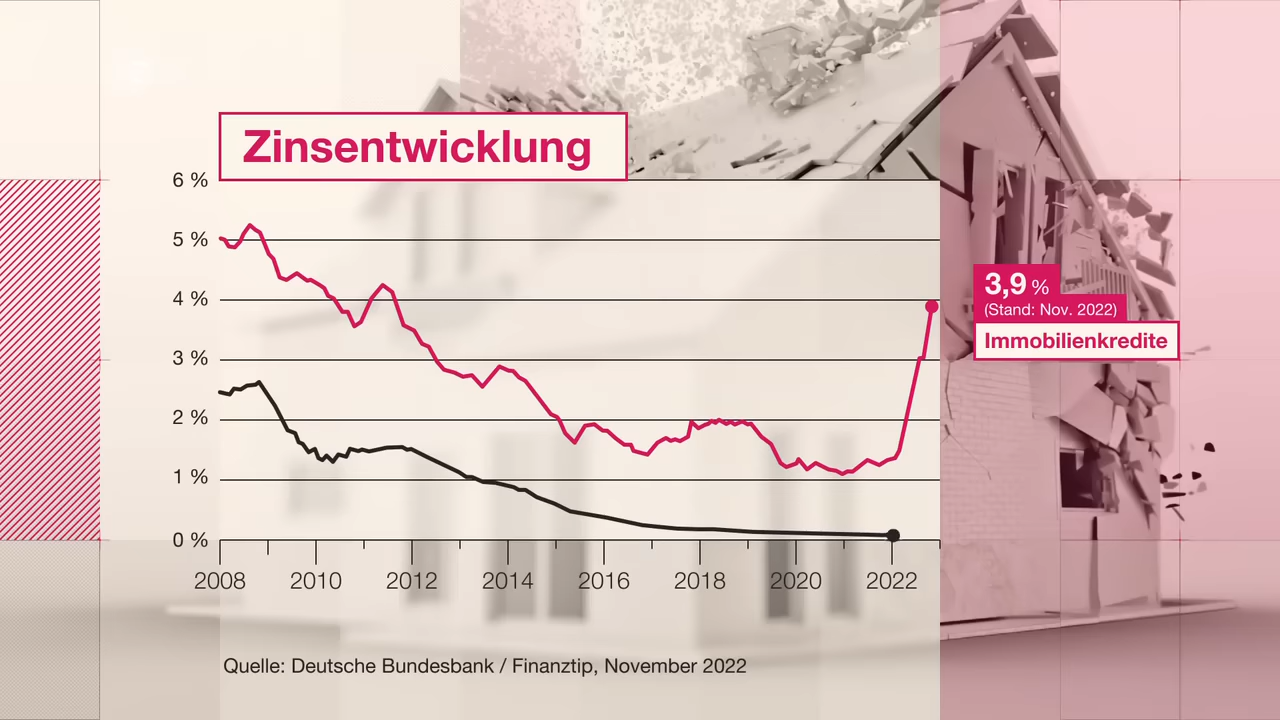 Zinsentwicklung
6 %
5 %
4 %
3 %
2 %
1 %
0 %
2008 2010 2012 2014 2016 2018 2020 2022
3,9 %
(Stand: Nov. 2022)
Immobilienkredite
Quelle: Deutsche Bundesbank / Finanztip, November 2022